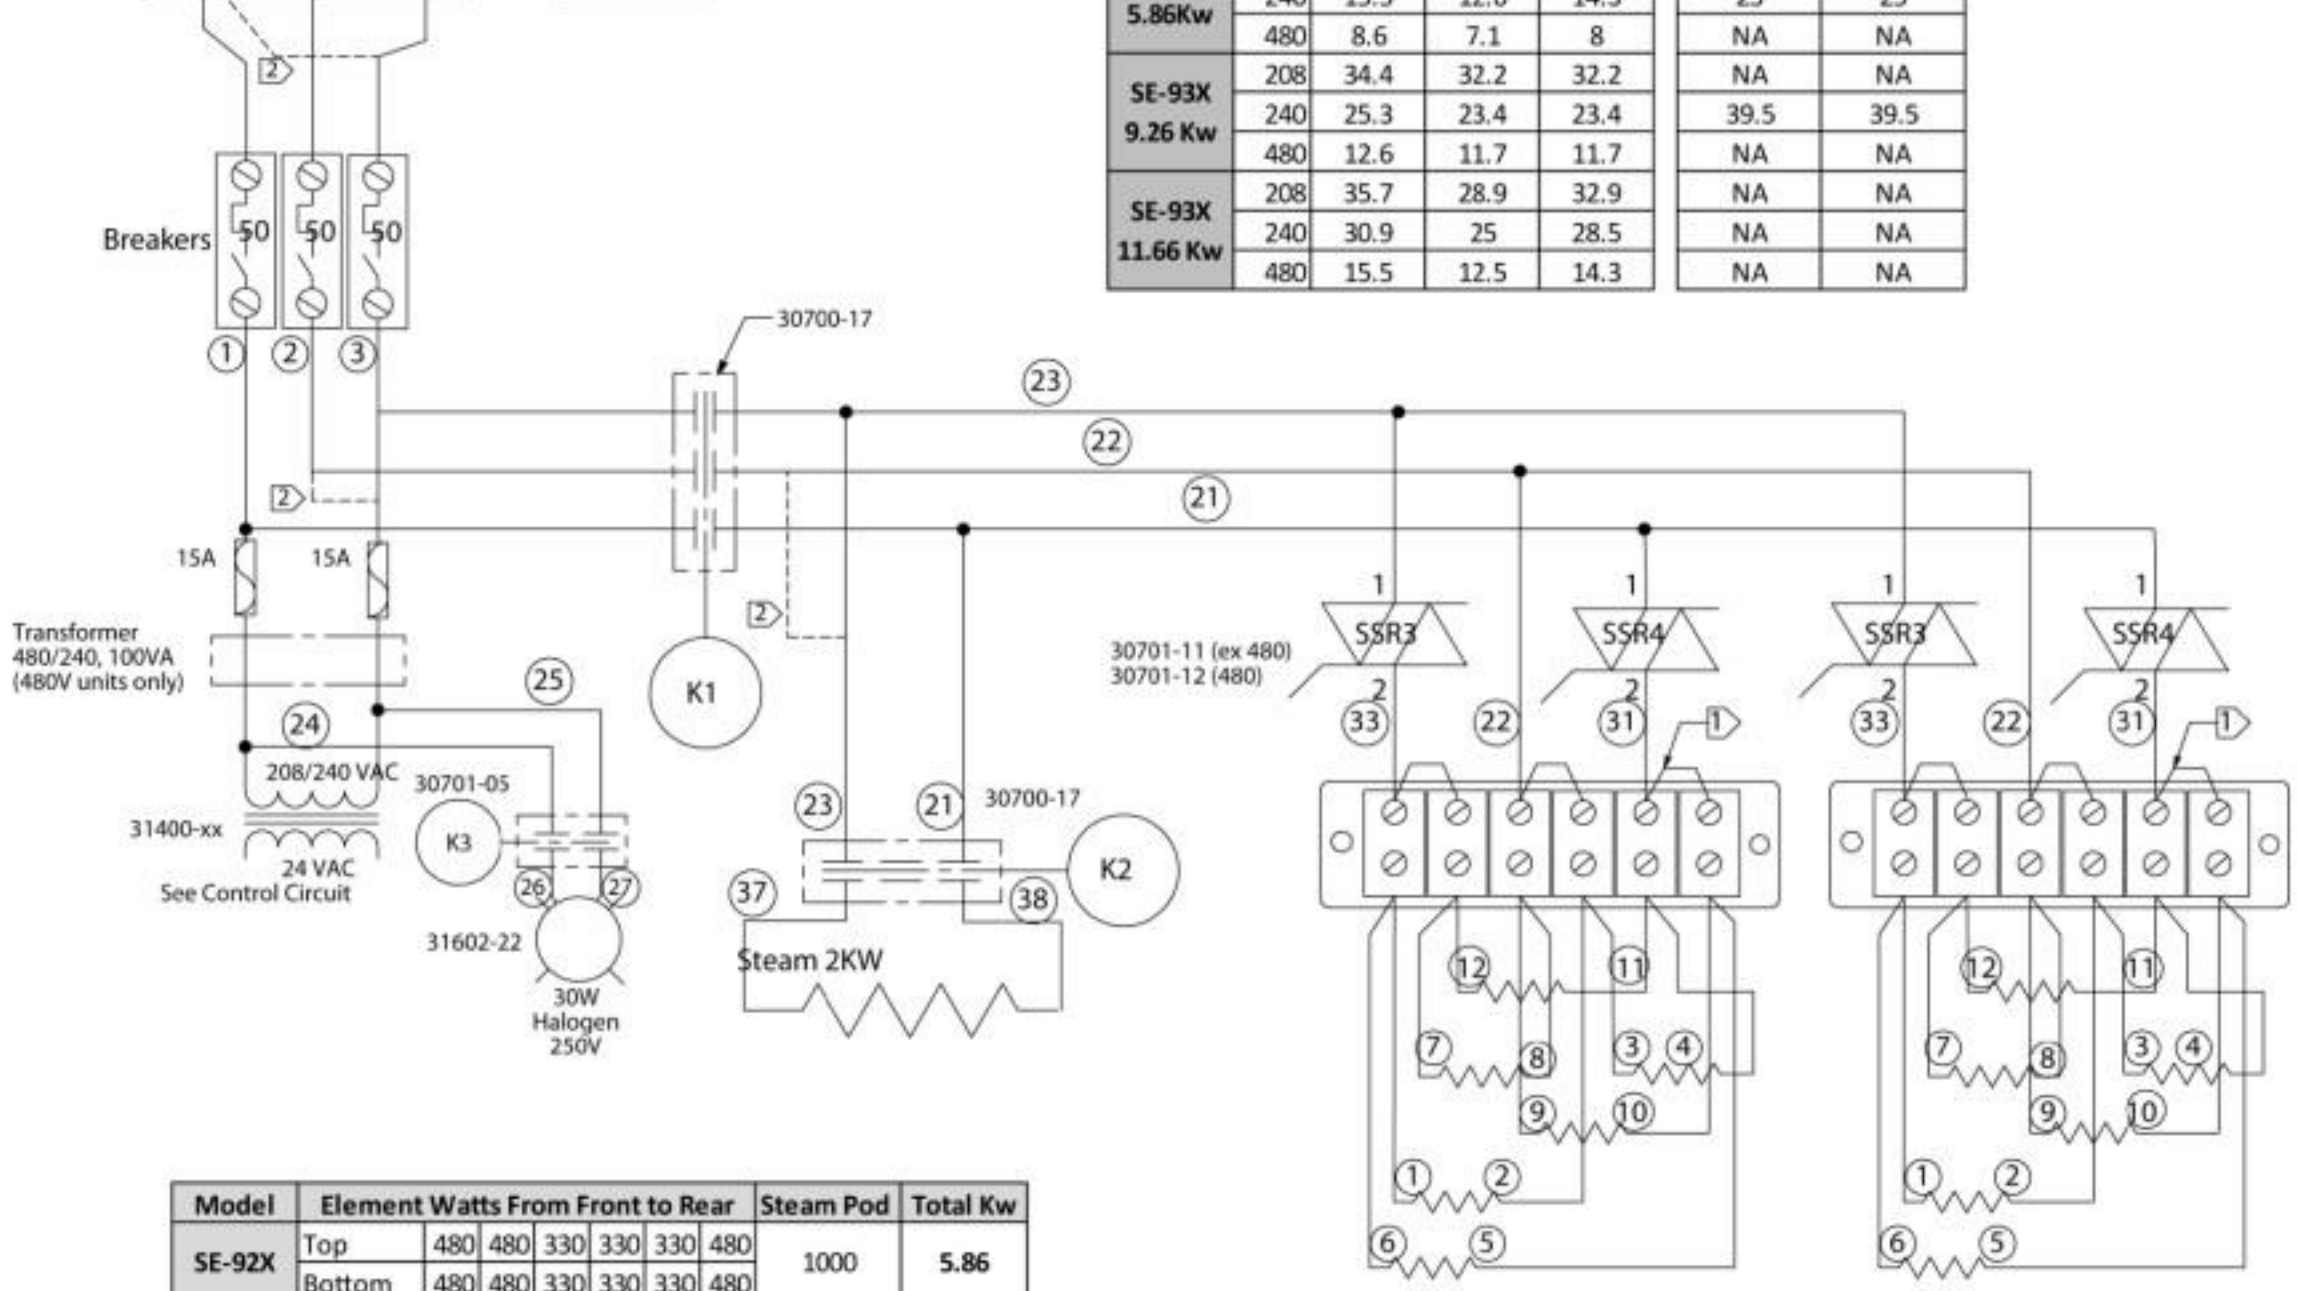 5.86Kw
480 8.6 7.1 8 NA NA
SE-93X
9.26 Kw
208 34.4 32.2 32.2 NA NA
240 25.3 23.4 23.4 39.5 39.5
480 12.6 11.7 11.7 NA NA
SE-93X
11.66 Kw
208 35.7 28.9 32.9 NA NA
240 30.9 25 28.5 NA NA
480 15.5 12.5 14.3 NA NA
2
Breakers
50 50 50
1 2 3
30700-17
23
22
21
2
15A 15A
2
Transformer
480/240, 100VA
(480V units only)
K1
30701-11 (ex 480)
30701-12 (480)
1 1 1 1
SSR3 SSR4 SSR3 SSR4
2 2 2 2
33 22 31 1 33 22 31 1
25
24
208/240 VAC
30701-05
31400-xx
K3
24 VAC
See Control Circuit
26 27
31602-22
30W
Halogen
250V
23 21 30700-17
K2
37 38
Steam 2KW
12 11 12 11
7 8 3 4 7 8 3 4
9 10 9 10
1 2 1 2
6 5 6 5
Model Element Watts From Front to Rear Steam Pod Total Kw
SE-92X
Top 480 480 330 330 330 480
1000 5.86
Bottom 480 480 330 330 330 480